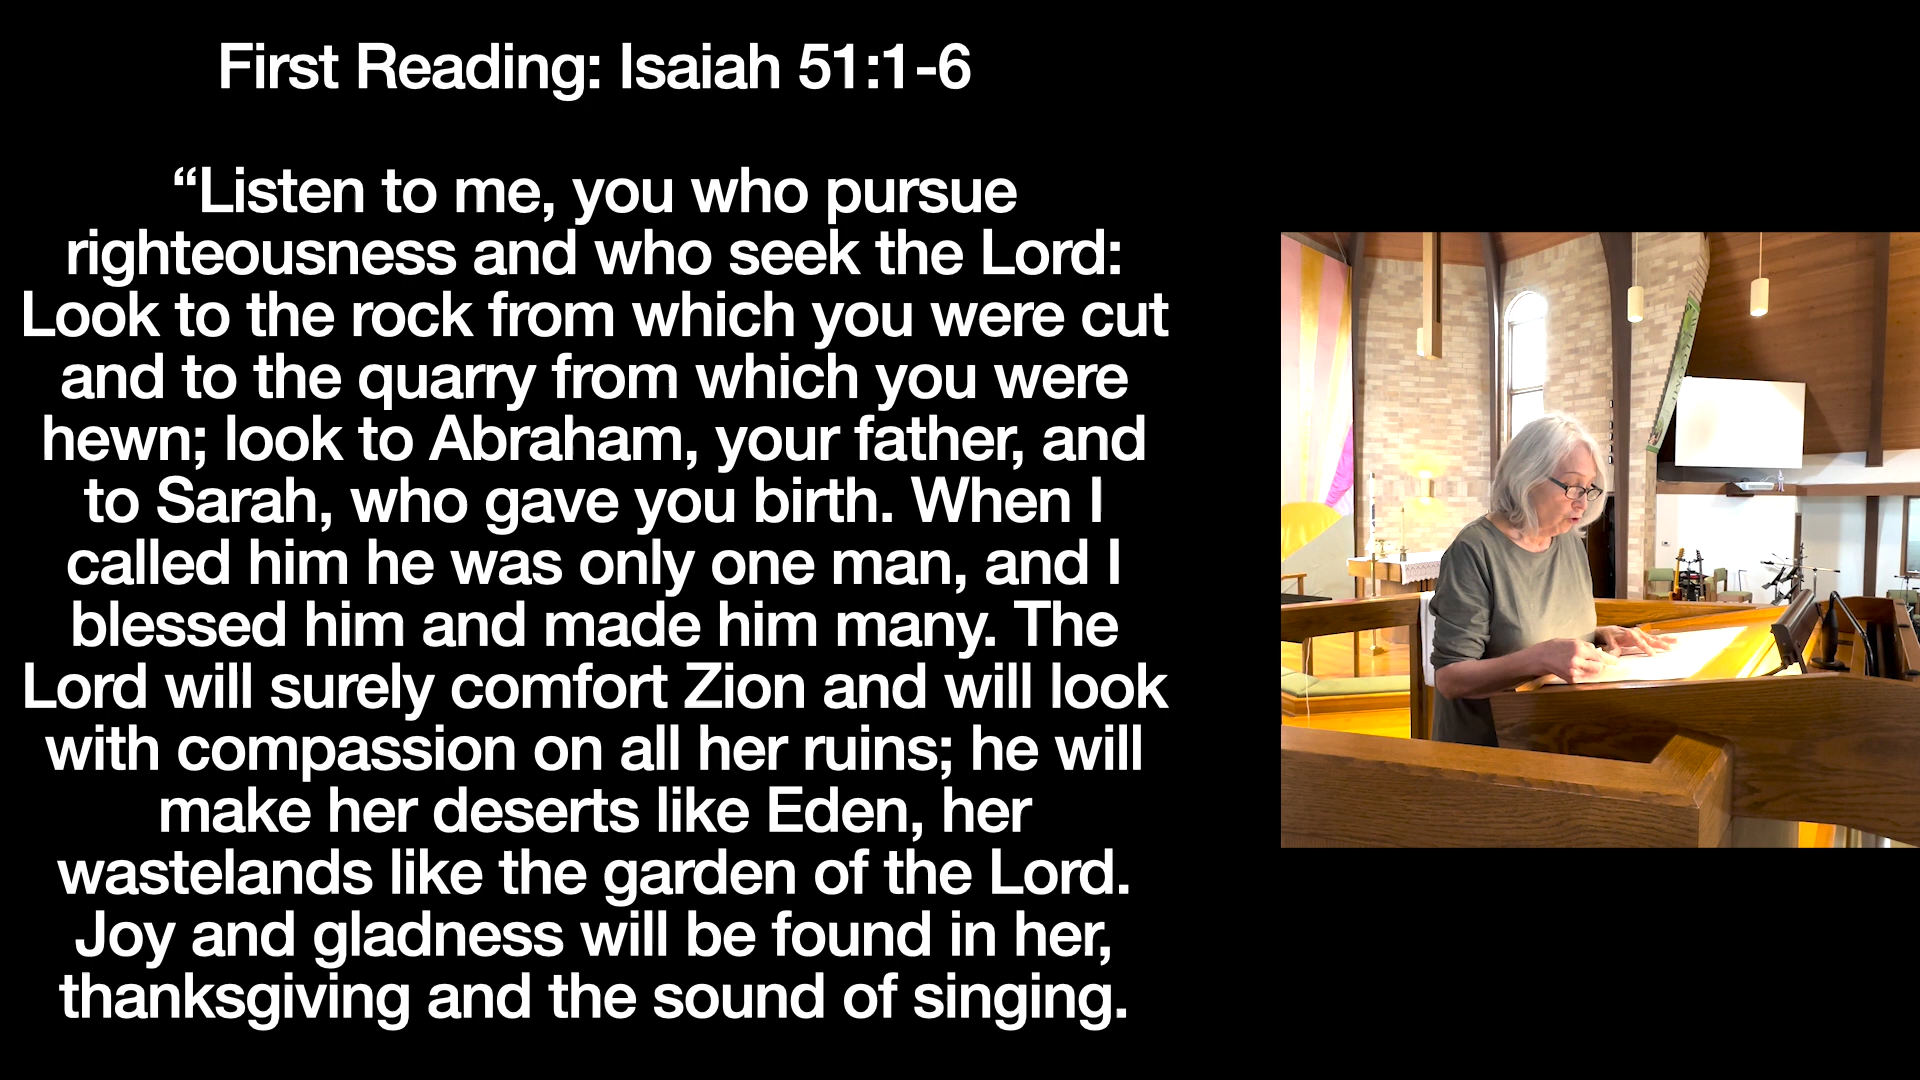 First Reading: Isaiah 51:1-6
“Listen to me, you who pursue
righteousness and who seek the Lord:
Look to the rock from which you were cut
and to the quarry from which you were
hewn; look to Abraham, your father, and
to Sarah, who gave you birth. When I
called him he was only one man, and I
blessed him and made him many. The
Lord will surely comfort Zion and will look
with compassion on all her ruins; he will
make her deserts like Eden, her
wastelands like the garden of the Lord.
Joy and gladness will be found in her,
thanksgiving and the sound of singing.